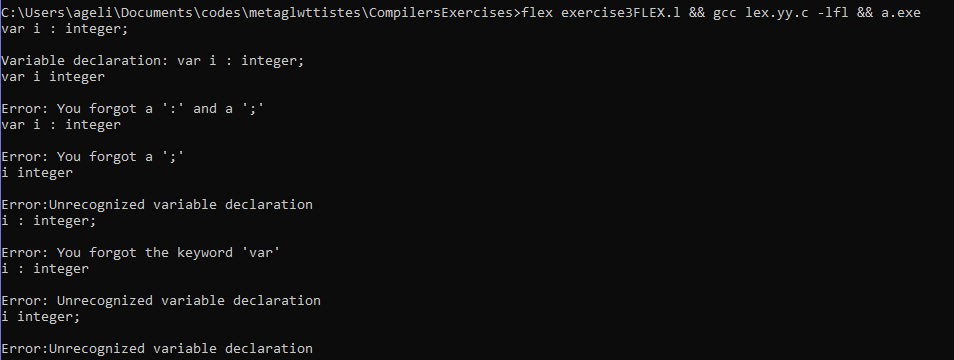 C:\Users\ageli\Documents\codes\metaglwttistes\CompilersExercises>flex exercise3FLEX.l && gcc lex.yy.c -lfl && a.exe
var i : integer;
Variable declaration: var i : integer;
var i integer
Error: You forgot a ':' and a ';'
var i : integer
Error: You forgot a ';'
i integer
Error:Unrecognized variable declaration
i : integer;
Error: You forgot the keyword 'var'
i : integer
Error: Unrecognized variable declaration
i integer;
Error:Unrecognized variable declaration